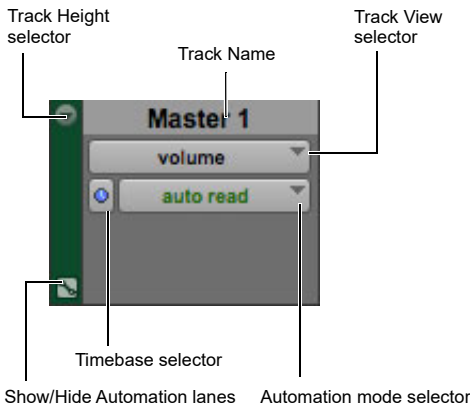 Track Height
selector
Track View
selector
Track Name
Master 1
volume
auto read
Timebase selector
Show/Hide Automation lanes
Automation mode selector